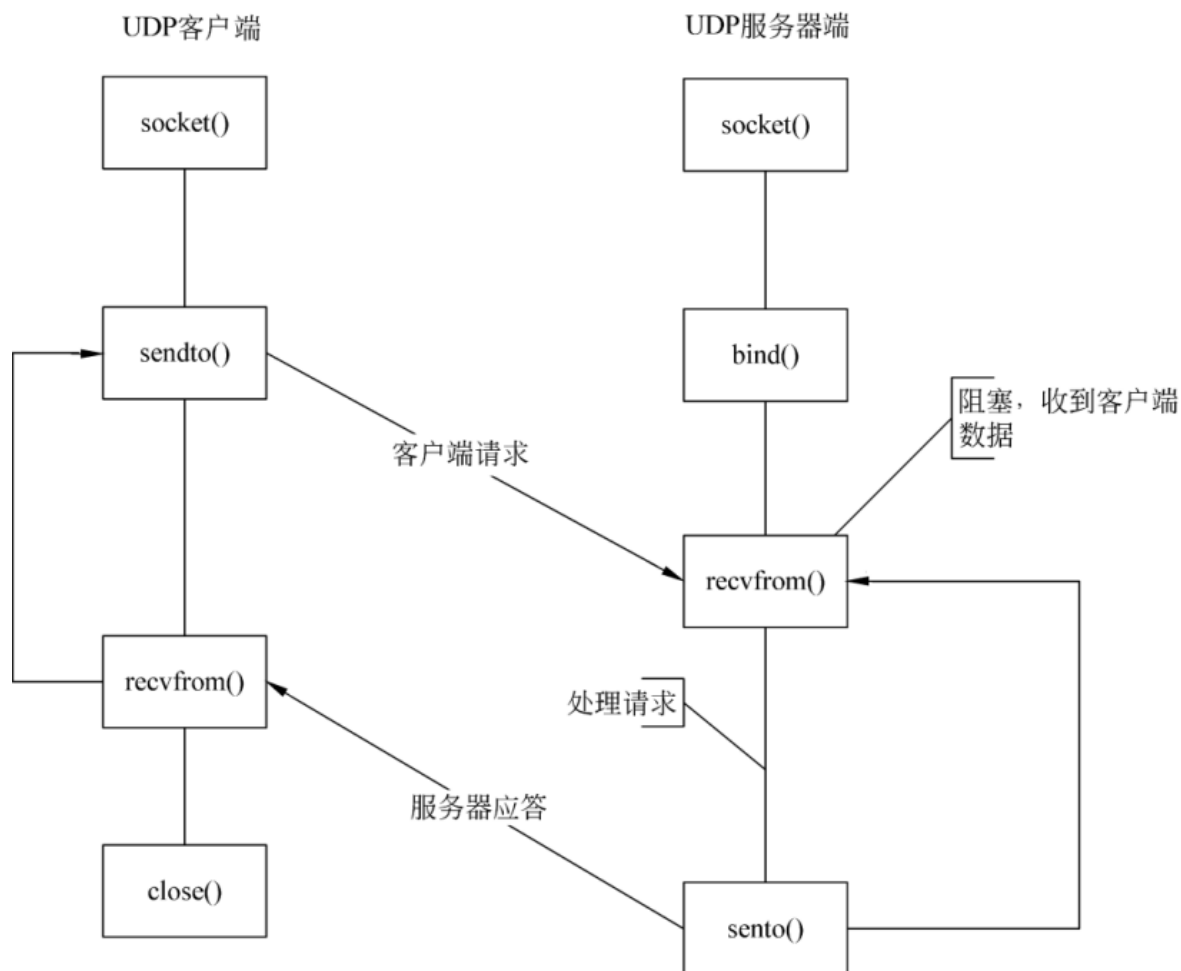 UDP客户端
UDP服务器端
socket()
socket()
sendto()
bind()
阻塞，收到客户端
数据
客户端请求
recvfrom()
recvfrom()
处理请求
服务器应答
close()
sento()